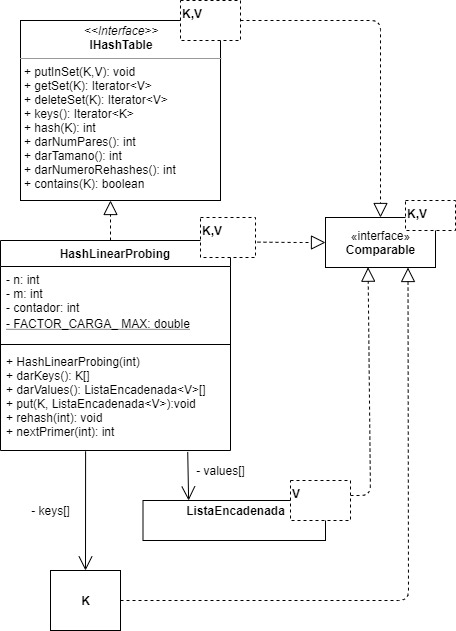 K,V
<<Interface>>
IHashTable
+ putInSet(K,V): void
+ getSet(K): Iterator<V>
+ deleteSet(K): Iterator<V>
+ keys(): Iterator<K>
+ hash(K): int
+ darNumPares(): int
+ darTamano(): int
+ darNumeroRehashes(): int
+ contains(K): boolean
K,V
«interface»
Comparable
K,V
HashLinearProbing
- n: int
- m: int
- contador: int
- FACTOR_CARGA_ MAX: double
+ HashLinearProbing(int)
+ darKeys(): K[]
+ darValues(): ListaEncadenada<V>[]
+ put(K, ListaEncadenada<V>):void
+ rehash(int): void
+ nextPrimer(int): int
- values[]
- keys[]
V
ListaEncadenada
K